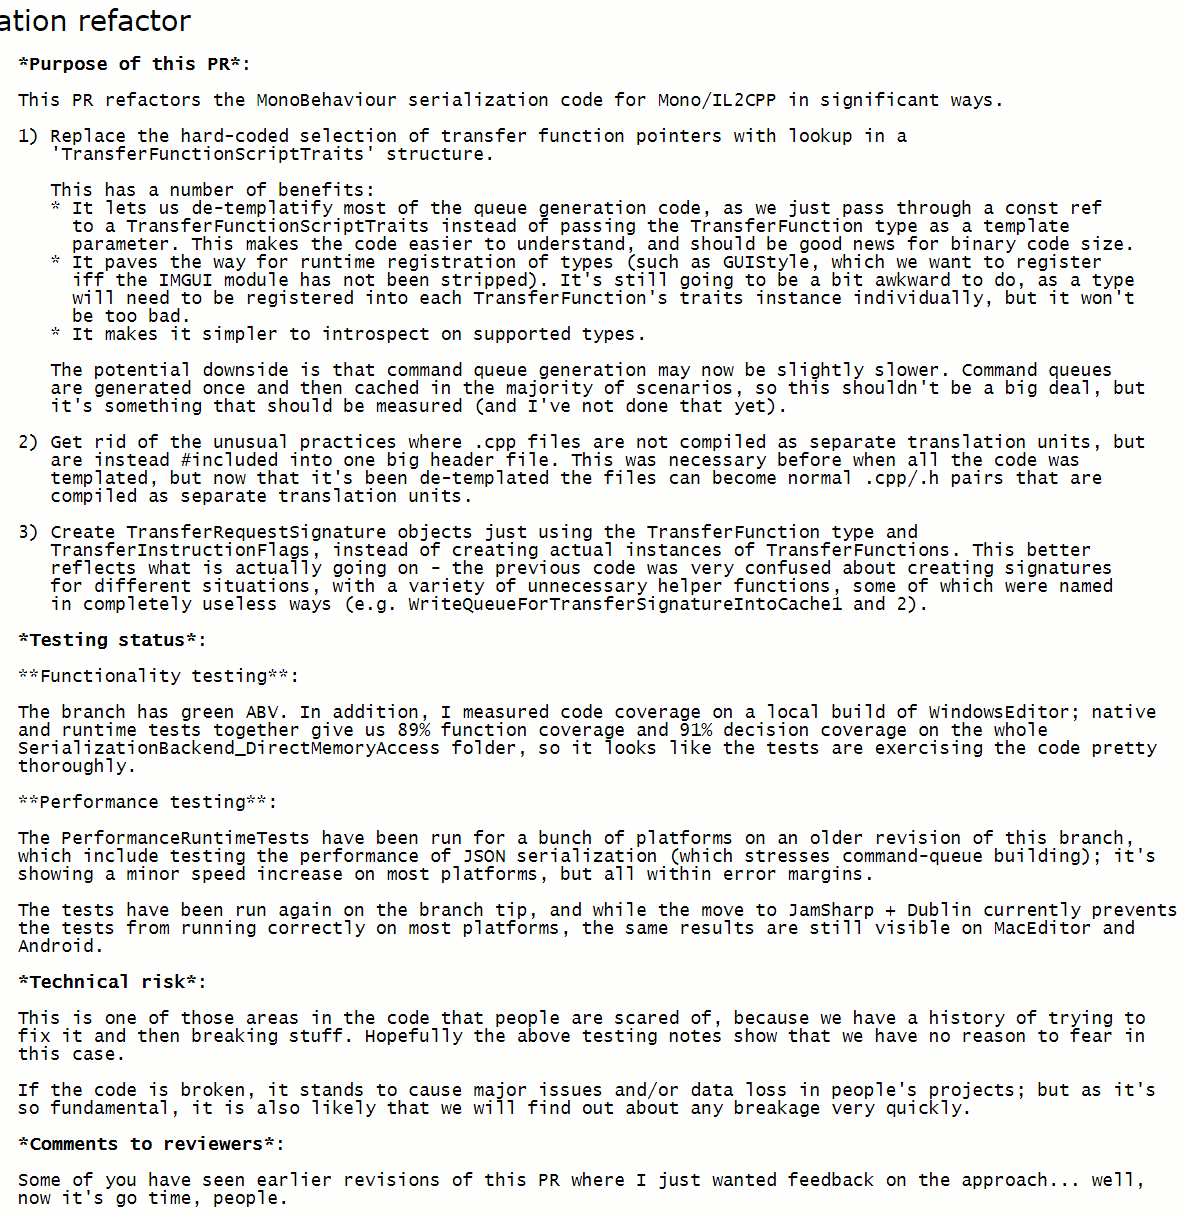 ation refactor
*Purpose of this PR*:
This PR refactors the MonoBehaviour serialization code for Mono/IL2CPP in significant ways.
1) Replace the hard-coded selection of transfer function pointers with lookup in a
'TransferFunctionScriptTraits' structure.
This has a number of benefits:
* It lets us de-templatify most of the queue generation code, as we just pass through a const ref
to a TransferFunctionScriptTraits instead of passing the TransferFunction type as a template
parameter. This makes the code easier to understand, and should be good news for binary code size.
* It paves the way for runtime registration of types (such as GUIStyle, which we want to register
iff the IMGUI module has not been stripped). It's still going to be a bit awkward to do, as a type
will need to be registered into each TransferFunction's traits instance individually, but it won't
be too bad.
* It makes it simpler to introspect on supported types.
The potential downside is that command queue generation may now be slightly slower. Command queues
are generated once and then cached in the majority of scenarios, so this shouldn't be a big deal, but
it's something that should be measured (and I've not done that yet).
2) Get rid of the unusual practices where .cpp files are not compiled as separate translation units, but
are instead #included into one big header file. This was necessary before when all the code was
templated, but now that it's been de-templated the files can become normal .cpp/.h pairs that are
compiled as separate translation units.
3) Create TransferRequestSignature objects just using the TransferFunction type and
TransferInstructionFlags, instead of creating actual instances of TransferFunctions. This better
reflects what is actually going on - the previous code was very confused about creating signatures
for different situations, with a variety of unnecessary helper functions, some of which were named
in completely useless ways (e.g. WriteQueueForTransferSignatureIntoCache1 and 2).
*Testing status*:
**Functionality testing**:
The branch has green ABV. In addition, I measured code coverage on a local build of WindowsEditor; native
and runtime tests together give us 89% function coverage and 91% decision coverage on the whole
SerializationBackend_DirectMemoryAccess folder, so it looks like the tests are exercising the code pretty
thoroughly.
**Performance testing**:
The PerformanceRuntimeTests have been run for a bunch of platforms on an older revision of this branch,
which include testing the performance of JSON serialization (which stresses command-queue building); it's
showing a minor speed increase on most platforms, but all within error margins.
The tests have been run again on the branch tip, and while the move to JamSharp + Dublin currently prevents
the tests from running correctly on most platforms, the same results are still visible on MacEditor and
Android.
*Technical risk*:
This is one of those areas in the code that people are scared of, because we have a history of trying to
fix it and then breaking stuff. Hopefully the above testing notes show that we have no reason to fear in
this case.
If the code is broken, it stands to cause major issues and/or data loss in people's projects; but as it's
so fundamental, it is also likely that we will find out about any breakage very quickly.
*Comments to reviewers*:
Some of you have seen earlier revisions of this PR where I just wanted feedback on the approach... well,
now it's go time, people.